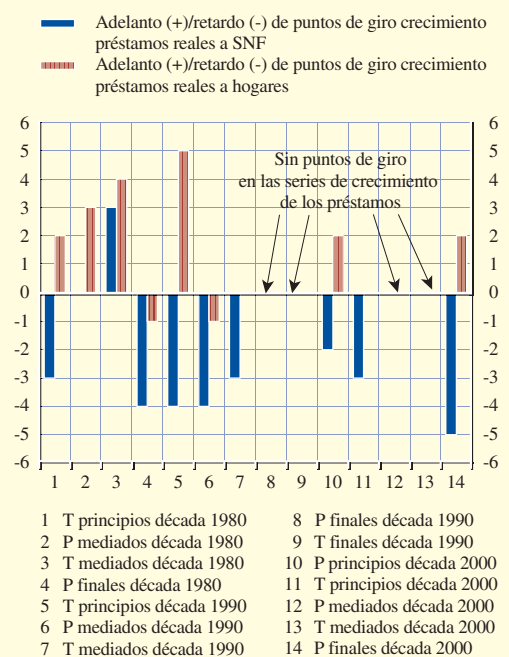 Adelanto (+)/retardo (-) de puntos de giro crecimiento
préstamos reales a SNF
Adelanto (+)/retardo (-) de puntos de giro crecimiento
préstamos reales a hogares
6 6
5 5
4 4
3 3
2 2
1 1
0 0
-1 -1
-2 -2
-3 -3
-4 -4
-5 -5
-6 -6
Sin puntos de giro
en las series de crecimiento
de los préstamos
1 2 3 4 5 6 7 8 9 10 11 12 13 14
1 T principios década 1980
2 P mediados década 1980
3 T mediados década 1980
4 P finales década 1980
5 T principios década 1990
6 P mediados década 1990
7 T mediados década 1990
8 P finales década 1990
9 T finales década 1990
10 P principios década 2000
11 T principios década 2000
12 P mediados década 2000
13 T mediados década 2000
14 P finales década 2000